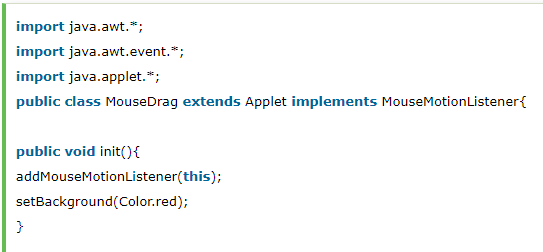 import java.awt.*;
import java.awt.event.*;
import java.applet.*;
public class MouseDrag extends Applet implements MouseMotionListener{
public void init(){
addMouseMotionListener(this);
setBackground(Color.red);
}